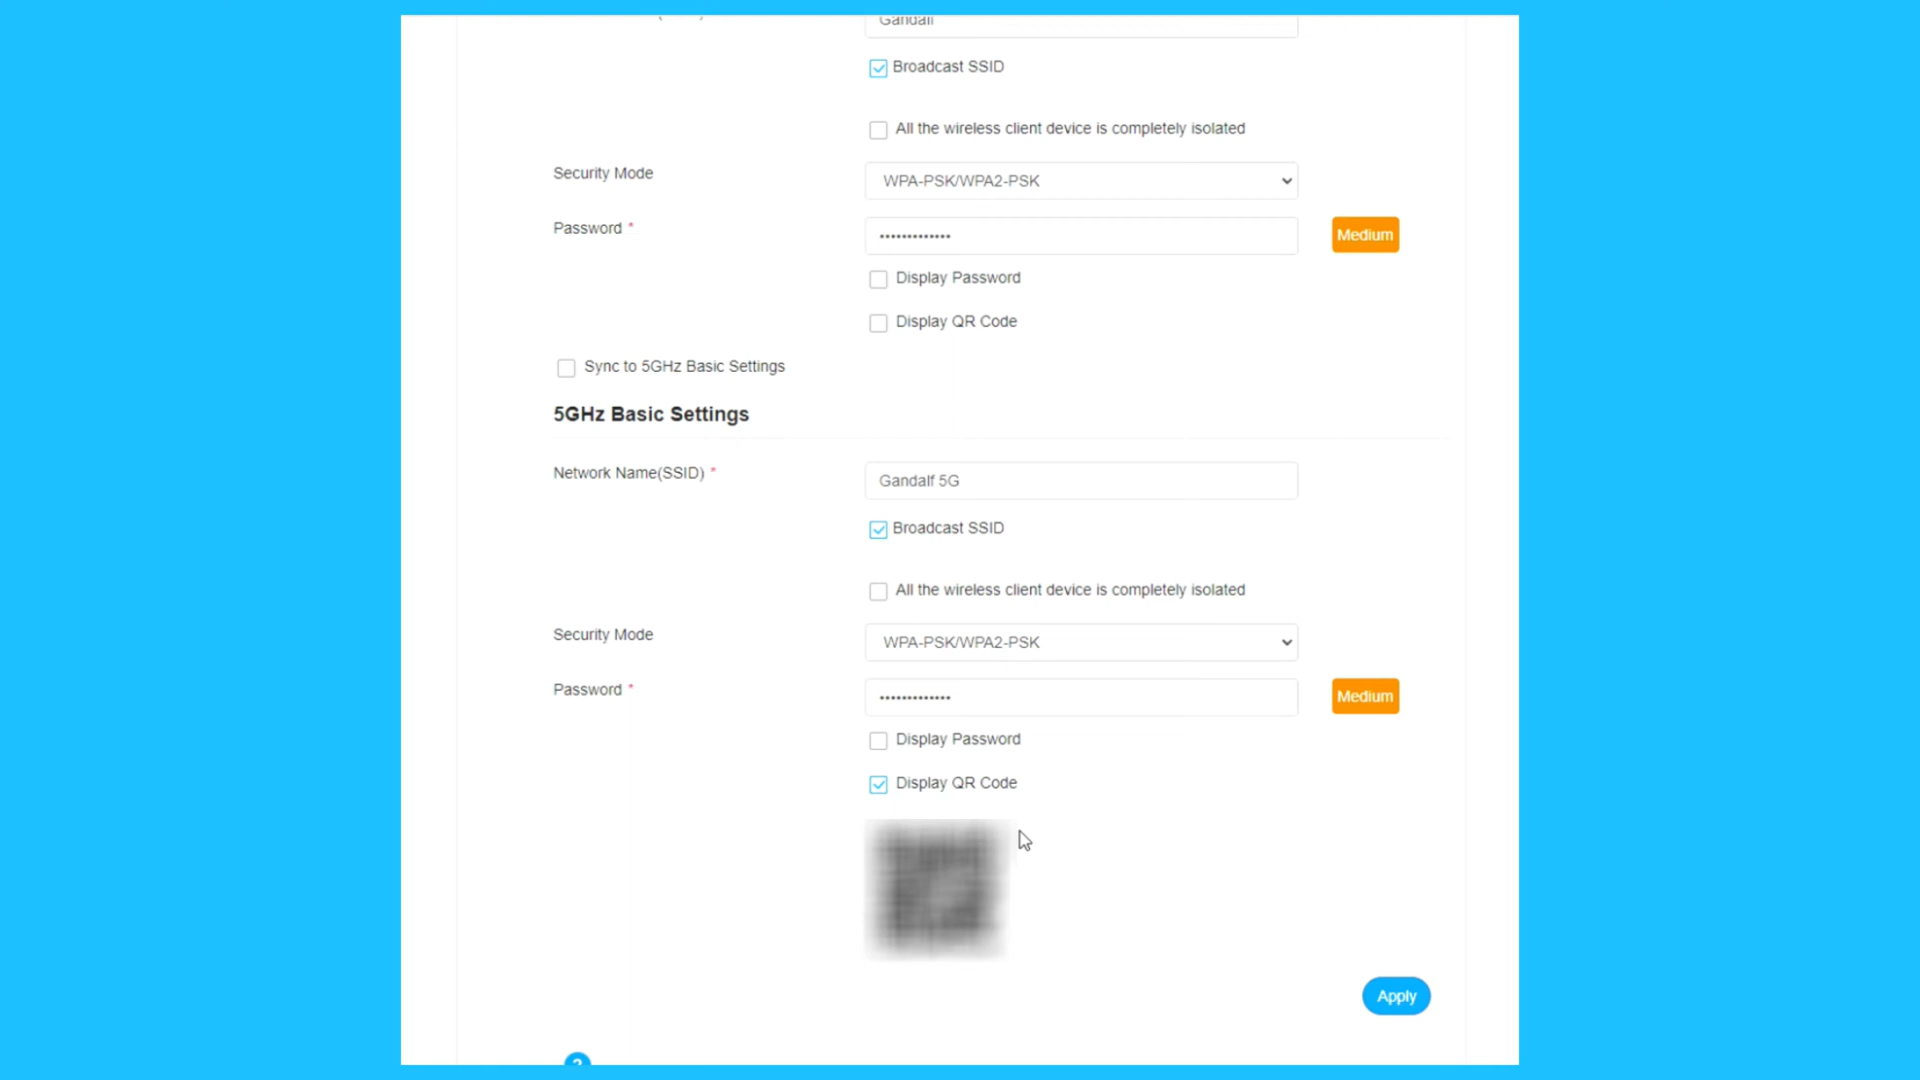 Broadcast SSID
All the wireless client device is completely isolated
Security Mode
WPA-PSK/WPA2-PSK
Password *
•••••••••••••
Medium
Display Password
Display QR Code
Sync to 5GHz Basic Settings
5GHz Basic Settings
Network Name(SSID) *
Gandalf 5G
Broadcast SSID
All the wireless client device is completely isolated
Security Mode
WPA-PSK/WPA2-PSK
Password *
•••••••••••••
Medium
Display Password
Display QR Code
Apply